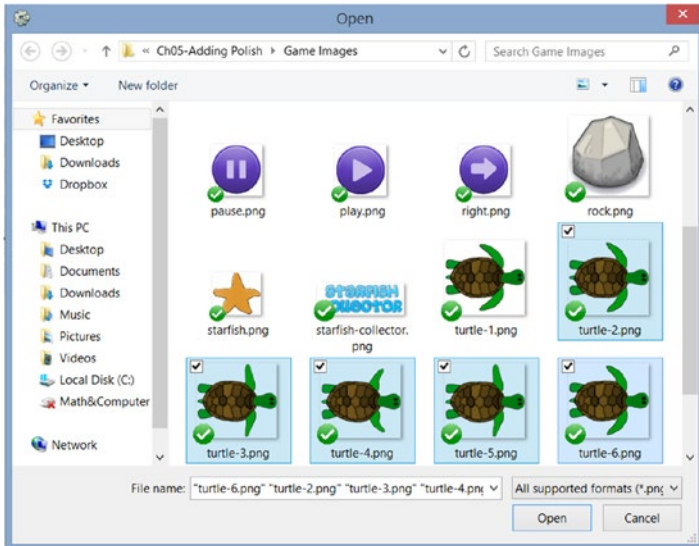 Open
« Ch05-Adding Polish
Game Images
Search Game Images
Organize
New folder
Favorites
Desktop
Downloads
Dropbox
This PC
Desktop
Documents
Downloads
Music
Pictures
Videos
Local Disk (C:)
Math&Computer
Network
pause.png
play.png
right.png
rock.png
starfish.png
STARFISH
COLLECTOR
starfish-collector.
png
turtle-1.png
turtle-2.png
turtle-3.png
turtle-4.png
turtle-5.png
turtle-6.png
File name:
"turtle-6.png" "turtle-2.png" "turtle-3.png" "turtle-4.png
All supported formats (*.png
Open
Cancel